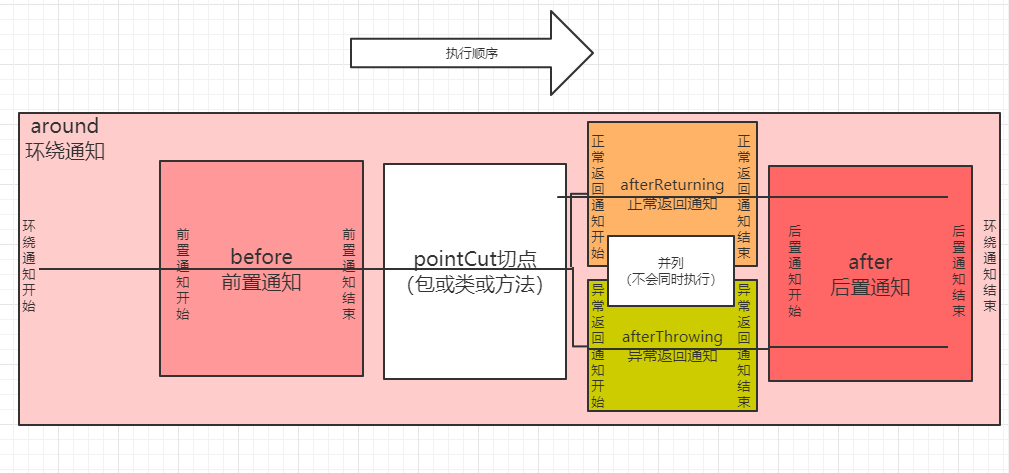 执行顺序
around
环绕通知
环绕通知开始
前置通知开始
before
前置通知
前置通知结束
pointCut切点
(包或类或方法)
正常返回通知开始
afterReturning
正常返回通知
正常返回通知结束
并列
(不会同时执行)
异常返回通知开始
afterThrowing
异常返回通知
异常返回通知结束
后置通知开始
after
后置通知
后置通知结束
环绕通知结束